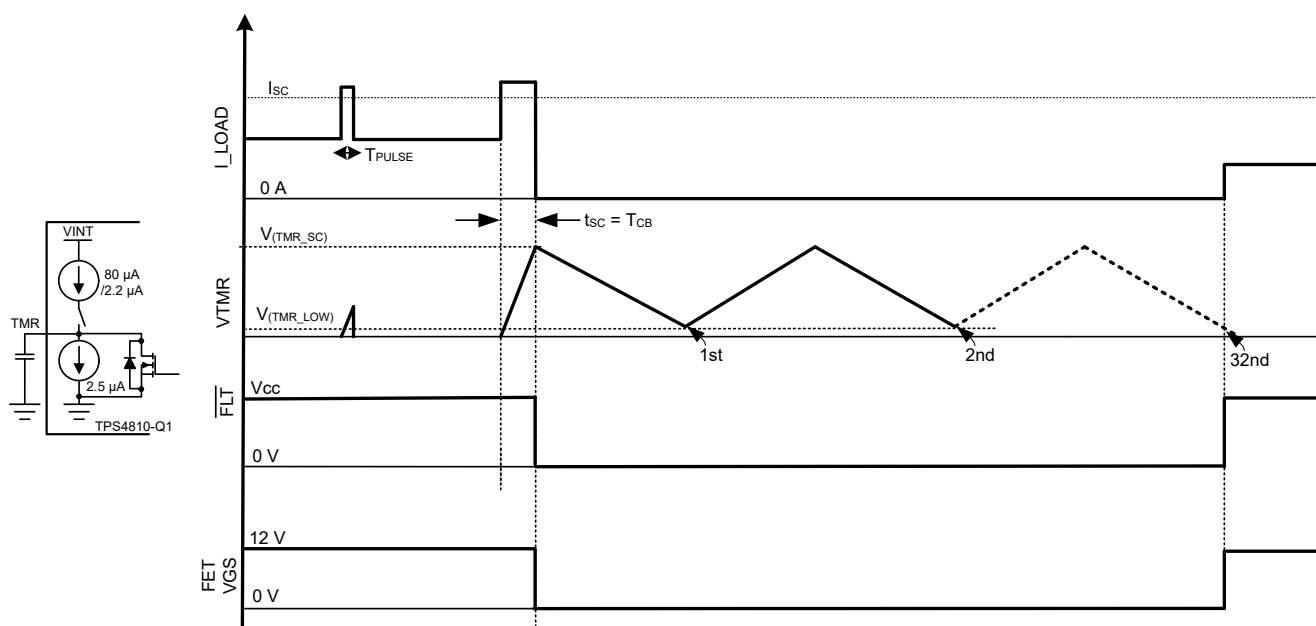 VINT
80 µA
/2.2 µA
TMR
2.5 µA
TPS4810-Q1
I_LOAD
ISC
TPULSE
0 A
tSC = TCB
VTMR
V(TMR_SC)
V(TMR_LOW)
1st
2nd
32nd
FLT
Vcc
0 V
FET
VGS
12 V
0 V